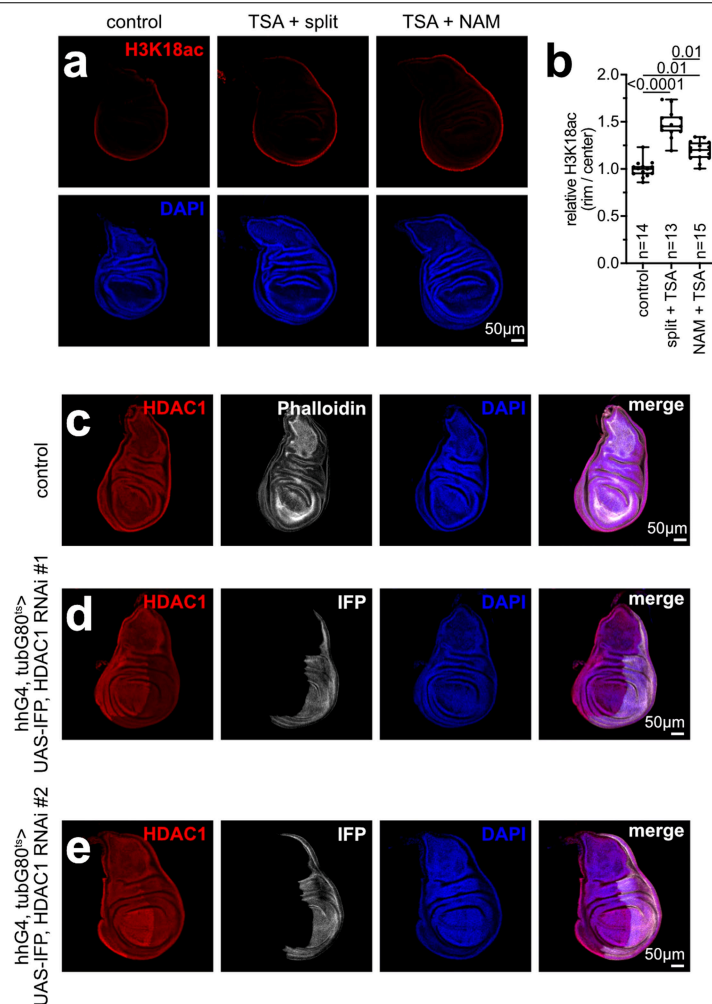 control
TSA + split
TSA + NAM
a
H3K18ac
DAPI
50µm
b
relative H3K18ac
(rim / center)
2.0
1.5
1.0
0.5
0.0
0.01
0.01
<0.0001
control
n=14
split + TSA
n=13
NAM + TSA
n=15
control
c
HDAC1
Phalloidin
DAPI
merge
50µm
hhG4, tubG80ts>
UAS-IFP, HDAC1 RNAi #1
d
HDAC1
IFP
DAPI
merge
50µm
hhG4, tubG80ts>
UAS-IFP, HDAC1 RNAi #2
e
HDAC1
IFP
DAPI
merge
50µm